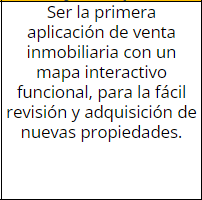 Ser la primera
aplicación de venta
inmobiliaria con un
mapa interactivo
funcional, para la fácil
revisión y adquisición de
nuevas propiedades.